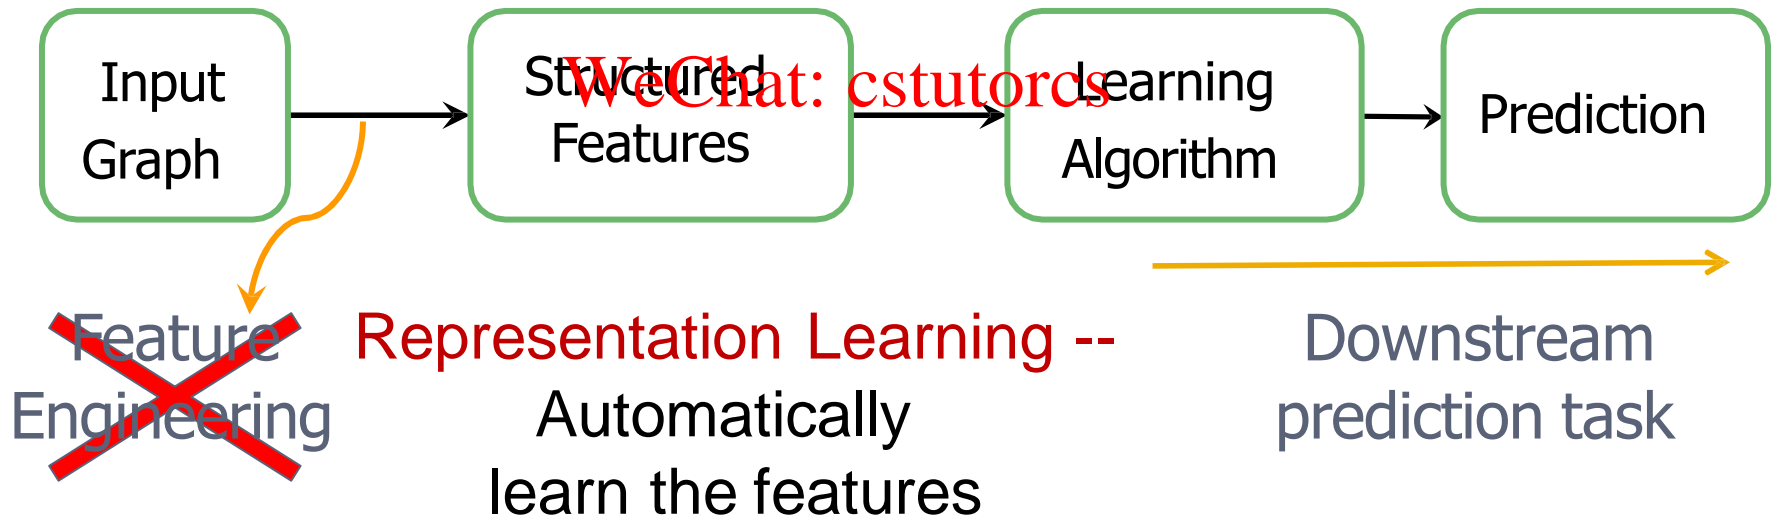 Input
Graph
Structured
Features
Learning
Algorithm
Prediction
WeChat: cstutorcs
Feature
Engineering
Representation Learning --
Automatically
learn the features
Downstream
prediction task